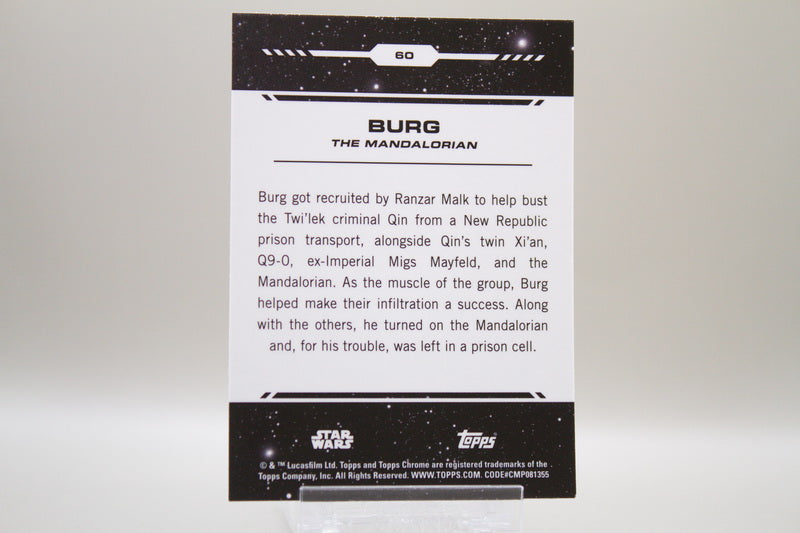 60
BURG
THE MANDALORIAN
Burg got recruited by Ranzar Malk to help bust
the Twi'lek criminal Qin from a New Republic
prison transport, alongside Qin's twin Xi'an,
Q9-0, ex-Imperial Migs Mayfeld, and the
Mandalorian. As the muscle of the group, Burg
helped make their infiltration a success. Along
with the others, he turned on the Mandalorian
and, for his trouble, was left in a prison cell.
STAR WARS
Topps
© & ™ Lucasfilm Ltd. Topps and Topps Chrome are registered trademarks of the
Topps Company, Inc. All Rights Reserved. WWW.TOPPS.COM. CODE#CMP081355